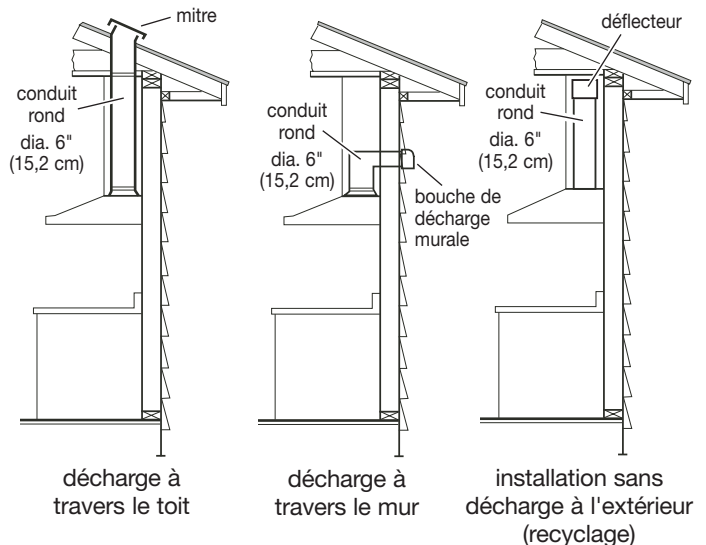 mitre
conduit
rond
dia. 6"
(15,2 cm)
décharge à
travers le toit
conduit
rond
dia. 6"
(15,2 cm)
bouche de
décharge
murale
décharge à
travers le mur
déflecteur
conduit
rond
dia. 6"
(15,2 cm)
installation sans
décharge à l'extérieur
(recyclage)